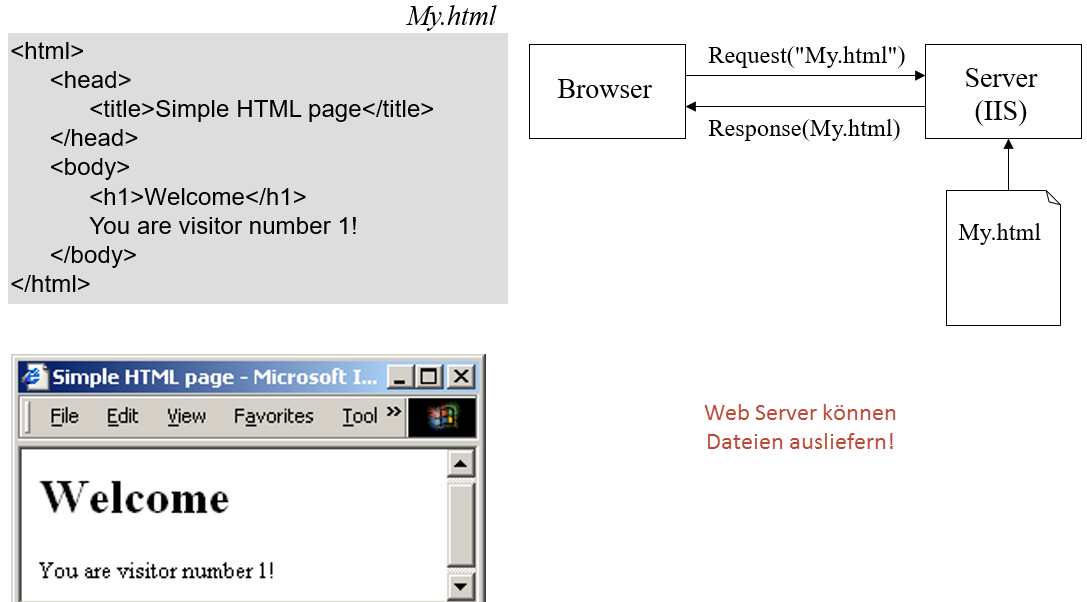 My.html
<html>
<head>
<title>Simple HTML page</title>
</head>
<body>
<h1>Welcome</h1>
You are visitor number 1!
</body>
</html>
Browser
Request("My.html")
Response(My.html)
Server
(IIS)
My.html
Simple HTML page - Microsoft I...
File Edit View Favorites Tool »
Welcome
You are visitor number 1!
Web Server können
Dateien ausliefern!